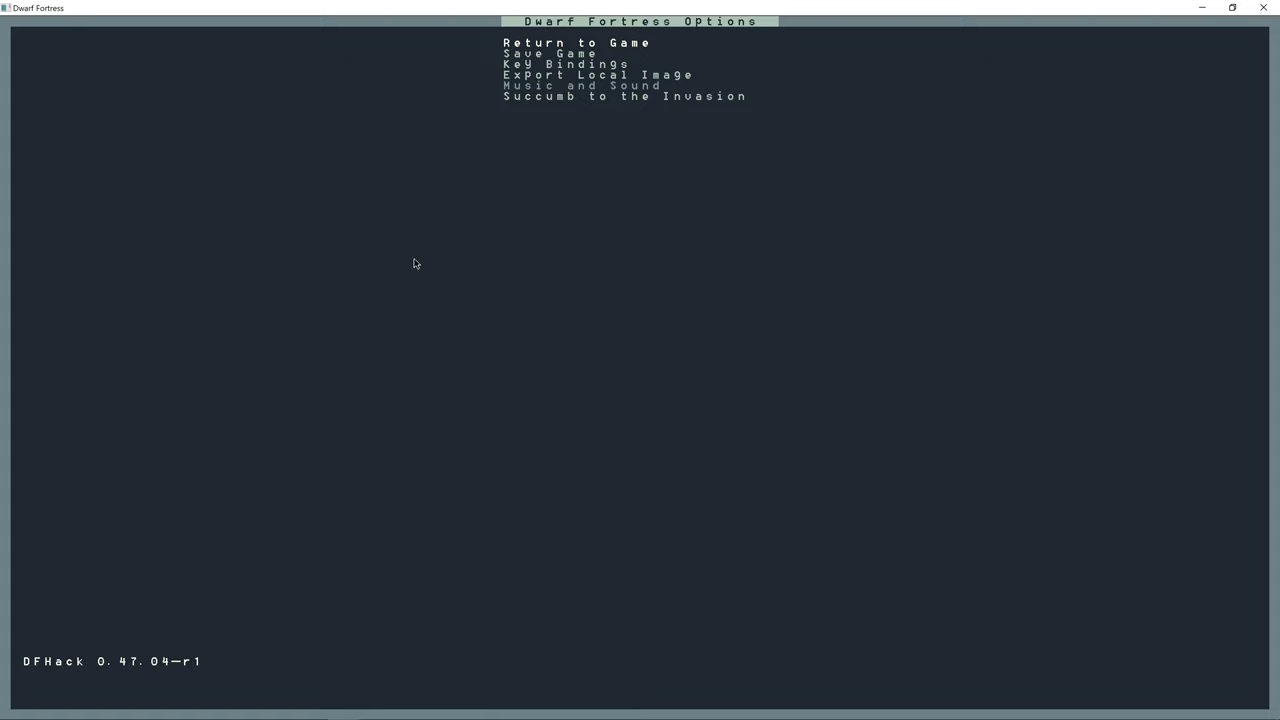 Dwarf Fortress
Dwarf Fortress Options
Return to Game
Save Game
Key Bindings
Export Local Image
Music and Sound
Succumb to the Invasion
DFHack 0.47.04—r1